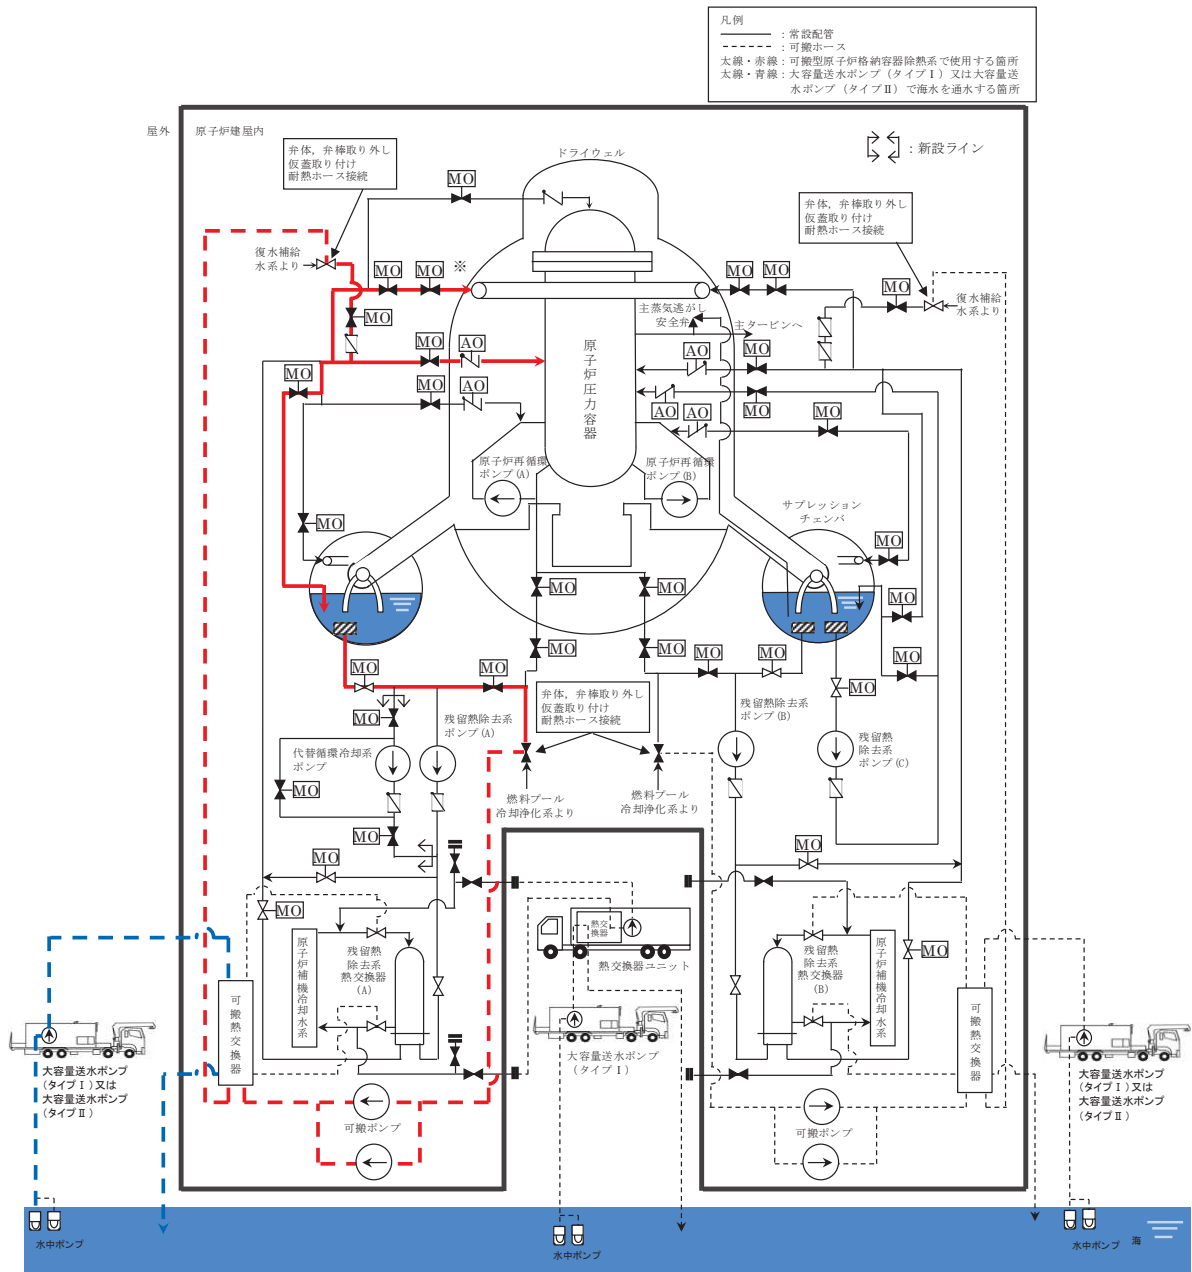 凡例
：常設配管
：可搬ホース
太線・赤線：可搬型原子炉格納容器除熱系で使用する箇所
太線・青線：大容量送水ポンプ（タイプⅠ）又は大容量送
水ポンプ（タイプⅡ）で海水を通水する箇所
屋外
原子炉建屋内
：新設ライン
弁体，弁棒取り外し
仮蓋取り付け
耐熱ホース接続
ドライウェル
MO
弁体，弁棒取り外し
仮蓋取り付け
耐熱ホース接続
復水補給
水系より
MO
MO
※
MO
MO
MO
復水補給
水系より
MO
主蒸気逃がし
安全弁
主タービンへ
MO
AO
原子炉圧力容器
AO
MO
MO
MO
AO
AO
AO
MO
MO
原子炉再循環
ポンプ(A)
原子炉再循環
ポンプ(B)
サプレッション
チェンバ
MO
MO
MO
MO
MO
MO
MO
MO
MO
MO
MO
MO
MO
MO
弁体，弁棒取り外し
仮蓋取り付け
耐熱ホース接続
MO
残留熱除去系
ポンプ(A)
残留熱除去系
ポンプ(B)
代替循環冷却系
ポンプ
残留熱
除去系
ポンプ(C)
MO
燃料プール
冷却浄化系より
燃料プール
冷却浄化系より
MO
MO
MO
MO
熱交
換器
原子炉補機冷却水系
残留熱
除去系
熱交換器
(A)
熱交換器ユニット
残留熱
除去系
熱交換器
(B)
原子炉補機冷却水系
MO
可搬熱交換器
可搬熱交換器
大容量送水ポンプ
（タイプⅠ）又は
大容量送水ポンプ
（タイプⅡ）
大容量送水ポンプ
（タイプⅠ）
大容量送水ポンプ
（タイプⅠ）又は
大容量送水ポンプ
（タイプⅡ）
可搬ポンプ
可搬ポンプ
水中ポンプ
水中ポンプ
水中ポンプ
海